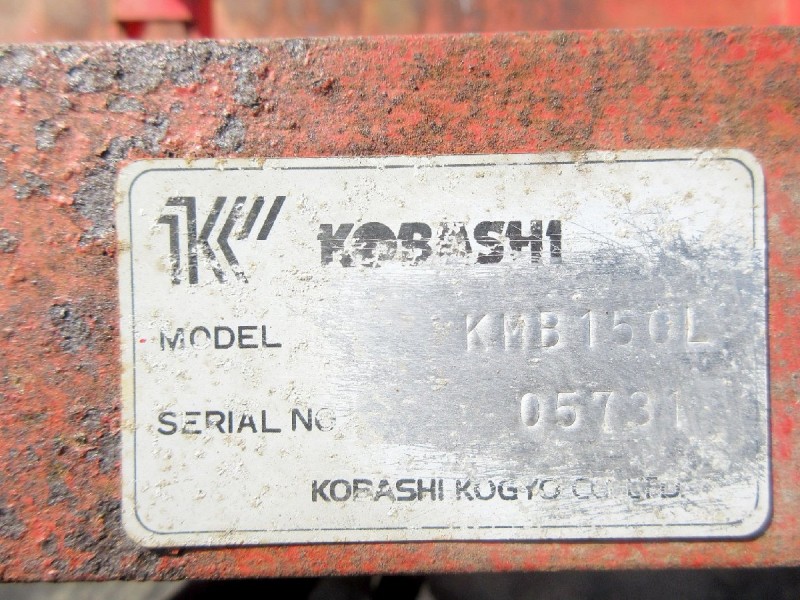 K
KOBASHI
MODEL KMB150L
SERIAL NO 05731
KOBASHI KOGYO CO. LTD.